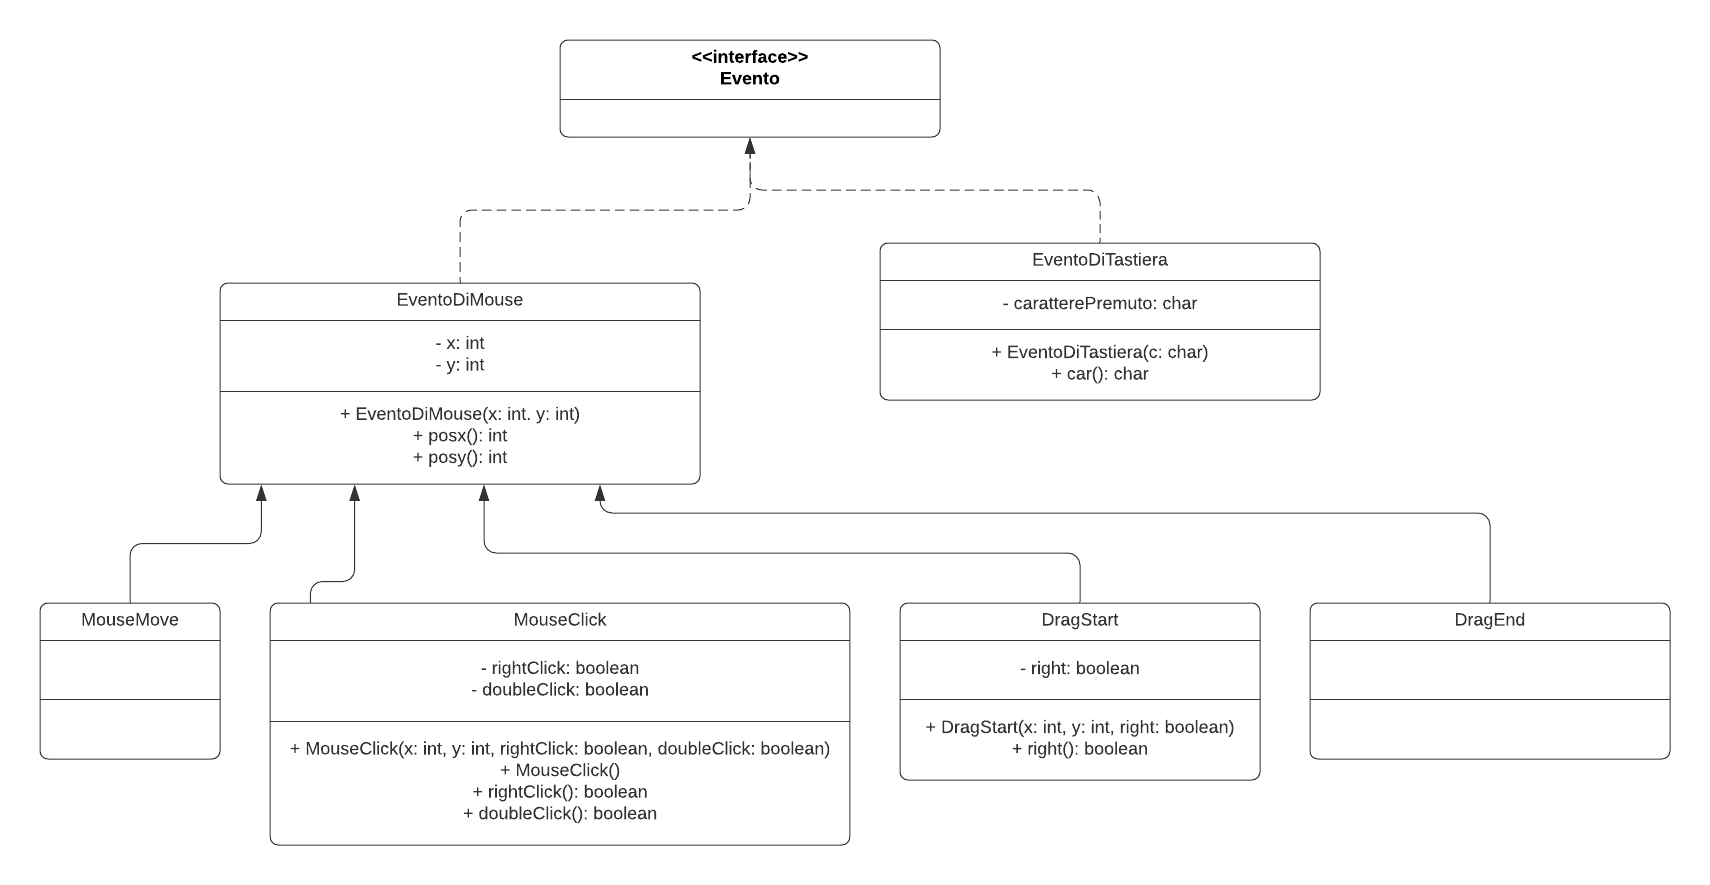 <<interface>>
Evento
EventoDiTastiera
- caratterePremuto: char
+ EventoDiTastiera(c: char)
+ car(): char
EventoDiMouse
- x: int
- y: int
+ EventoDiMouse(x: int. y: int)
+ posx(): int
+ posy(): int
MouseMove
MouseClick
- rightClick: boolean
- doubleClick: boolean
+ MouseClick(x: int, y: int, rightClick: boolean, doubleClick: boolean)
+ MouseClick()
+ rightClick(): boolean
+ doubleClick(): boolean
DragStart
- right: boolean
+ DragStart(x: int, y: int, right: boolean)
+ right(): boolean
DragEnd